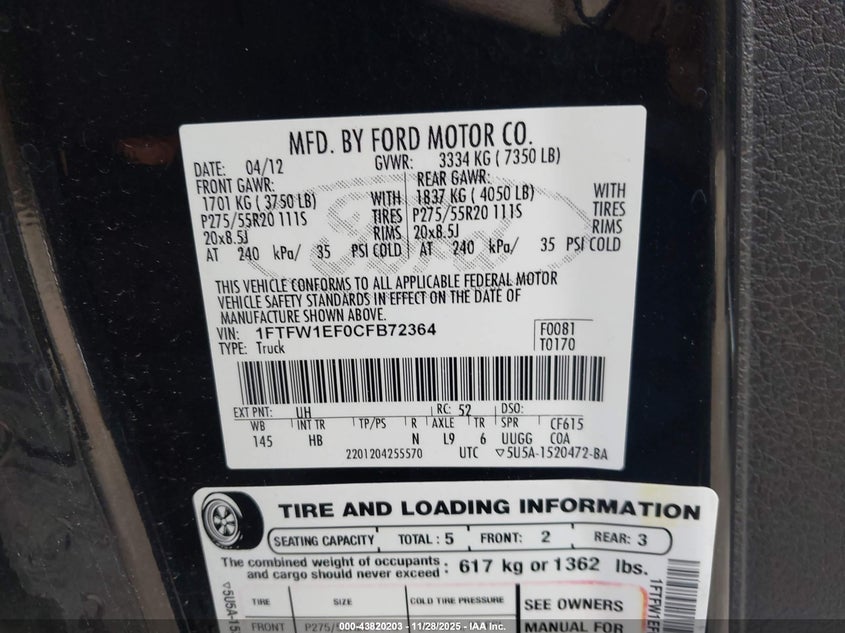 MFD. BY FORD MOTOR CO.
DATE: 04/12 GVWR: 3334 KG ( 7350 LB)
FRONT GAWR: REAR GAWR:
1701 KG ( 3750 LB) WITH 1837 KG ( 4050 LB) WITH
P275/55R20 111S TIRES P275/55R20 111S TIRES
20x8.5J RIMS 20x8.5J RIMS
AT 240 kPa/ 35 PSI COLD AT 240 kPa/ 35 PSI COLD
Ford
THIS VEHICLE CONFORMS TO ALL APPLICABLE FEDERAL MOTOR
VEHICLE SAFETY STANDARDS IN EFFECT ON THE DATE OF
MANUFACTURE SHOWN ABOVE.
VIN: 1FTFW1EF0CFB72364 F0081
TYPE: Truck T0170
EXT PNT: UH RC: 52 DSO:
WB INT TR TP/PS R AXLE TR SPR CF615
145 HB N L9 6 UUGG COA
2201204255570 UTC ▽5U5A-1520472-BA
TIRE AND LOADING INFORMATION
SEATING CAPACITY TOTAL : 5 FRONT: 2 REAR: 3
The combined weight of occupants
and cargo should never exceed : 617 kg or 1362 lbs.
TIRE SIZE COLD TIRE PRESSURE SEE OWNERS
FRONT MANUAL FOR
▽5U5A-15
1FTFW1EF
000-43820203 - 11/28/2025 - IAA Inc.